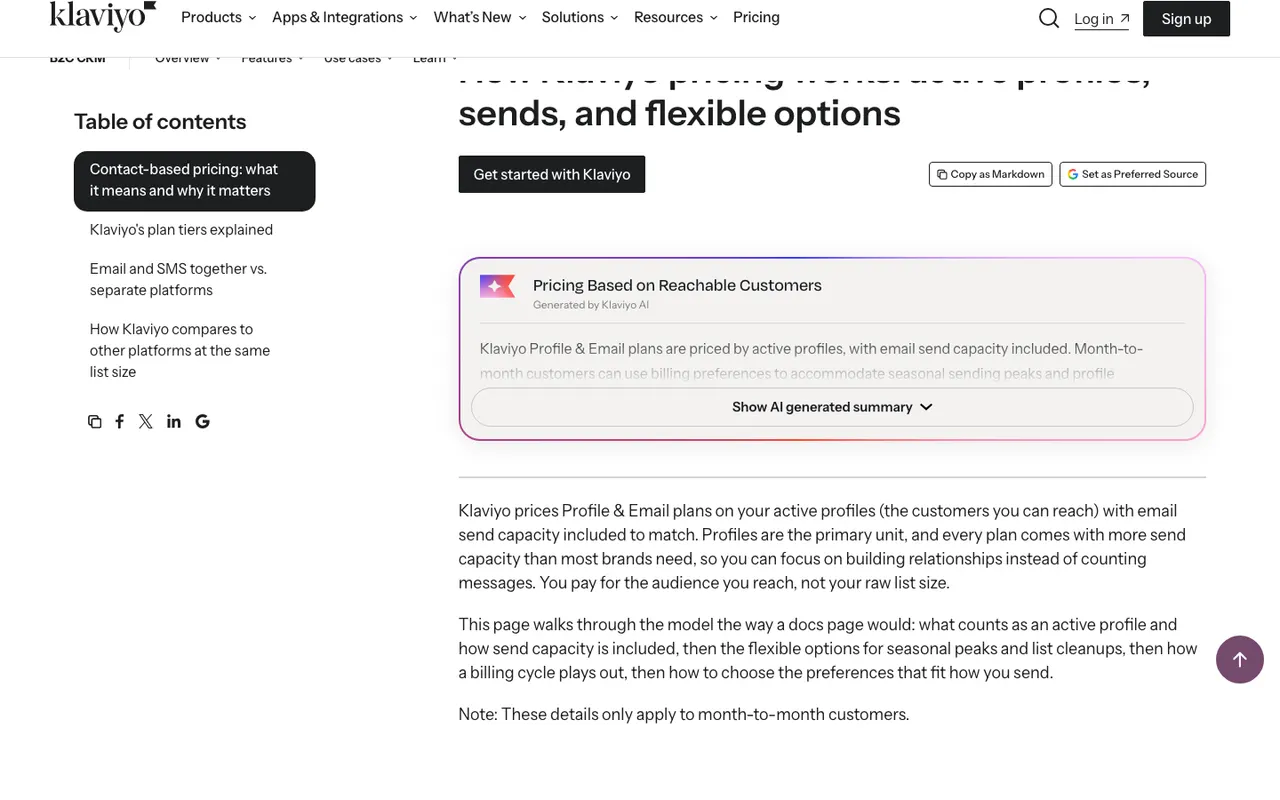 klaviyo
Products
Apps & Integrations
What's New
Solutions
Resources
Pricing
Log in
Sign up
B2C CRM
Overview
Features
Use cases
Learn
How Klaviyo pricing works: active profiles,
sends, and flexible options
Table of contents
Contact-based pricing: what
it means and why it matters
Klaviyo's plan tiers explained
Email and SMS together vs.
separate platforms
How Klaviyo compares to
other platforms at the same
list size
Get started with Klaviyo
Copy as Markdown
Set as Preferred Source
Pricing Based on Reachable Customers
Generated by Klaviyo AI
Klaviyo Profile & Email plans are priced by active profiles, with email send capacity included. Month-to-
month customers can use billing preferences to accommodate seasonal sending peaks and profile
Show AI generated summary
Klaviyo prices Profile & Email plans on your active profiles (the customers you can reach) with email
send capacity included to match. Profiles are the primary unit, and every plan comes with more send
capacity than most brands need, so you can focus on building relationships instead of counting
messages. You pay for the audience you reach, not your raw list size.
This page walks through the model the way a docs page would: what counts as an active profile and
how send capacity is included, then the flexible options for seasonal peaks and list cleanups, then how
a billing cycle plays out, then how to choose the preferences that fit how you send.
Note: These details only apply to month-to-month customers.